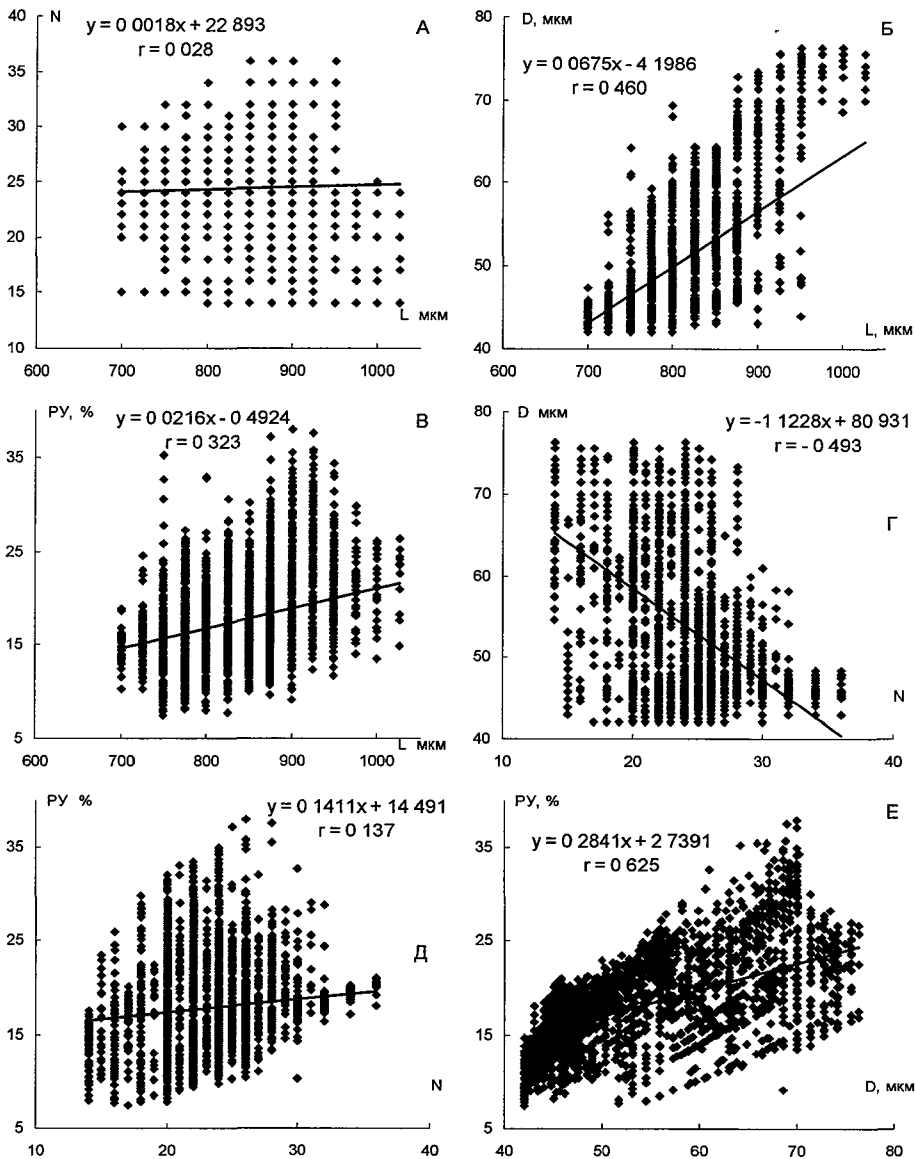 N
y = 0 0018x + 22 893
r = 0 028
А
40
35
30
25
20
15
10
L мкм
600 700 800 900 1000
D, мкм
y = 0 0675x - 4 1986
r = 0 460
Б
80
70
60
50
40
L, мкм
600 700 800 900 1000
РУ, %
y = 0 0216x - 0 4924
r = 0 323
В
35
25
15
5
L мкм
600 700 800 900 1000
D мкм
y = -1 1228x + 80 931
r = - 0 493
Г
80
70
60
50
40
N
10 20 30 40
РУ %
y = 0 1411x + 14 491
r = 0 137
Д
35
25
15
5
N
10 20 30 40
РУ, %
y = 0 2841x + 2 7391
r = 0 625
Е
35
25
15
5
D, мкм
40 50 60 70 80